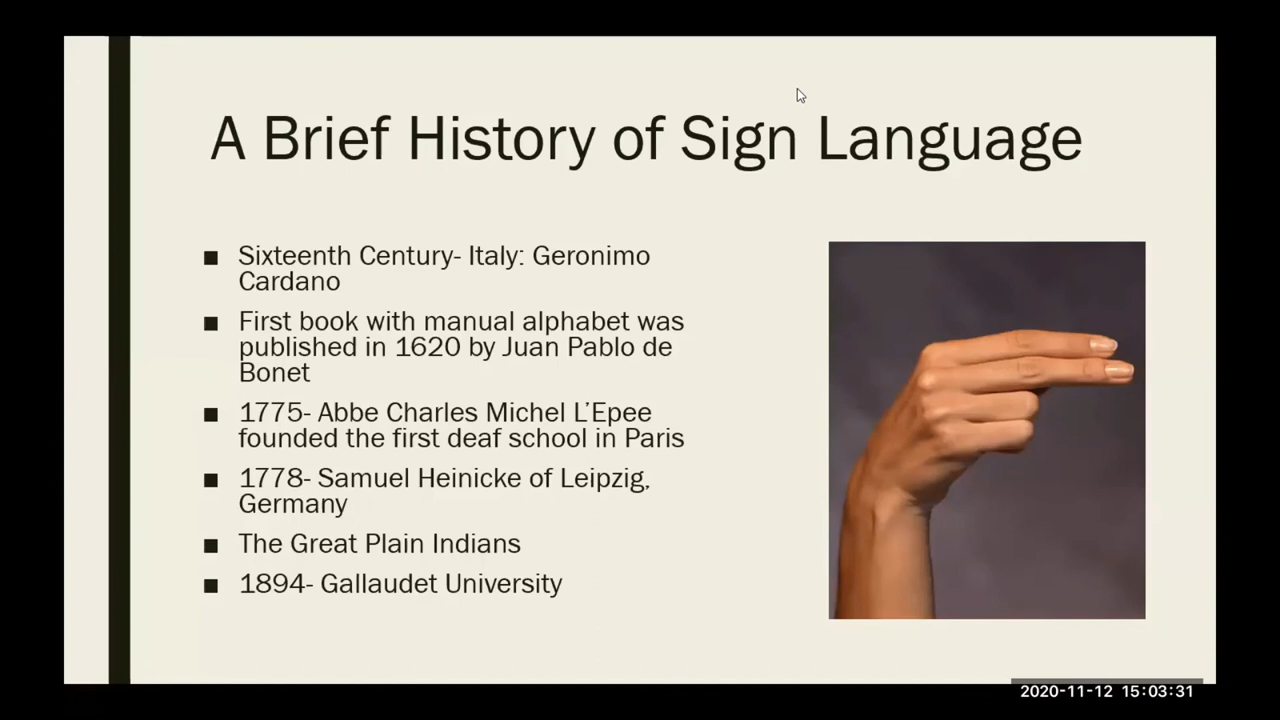 A Brief History of Sign Language
■ Sixteenth Century- Italy: Geronimo
Cardano
■ First book with manual alphabet was
published in 1620 by Juan Pablo de
Bonet
■ 1775- Abbe Charles Michel L’Epee
founded the first deaf school in Paris
■ 1778- Samuel Heinicke of Leipzig,
Germany
■ The Great Plain Indians
■ 1894- Gallaudet University
2020-11-12 15:03:31